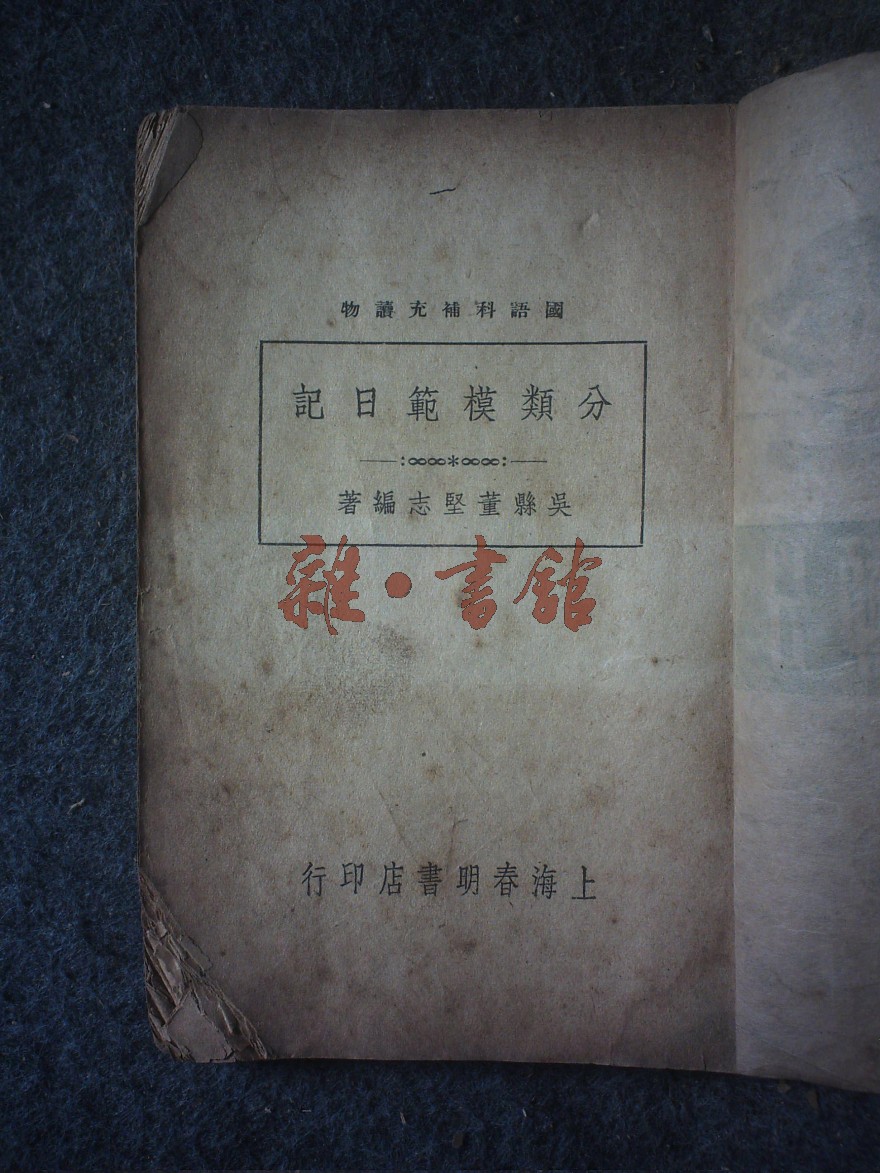 國語科補充讀物
分類模範日記
吳縣董堅志編著
雜·書館
上海春明書店印行